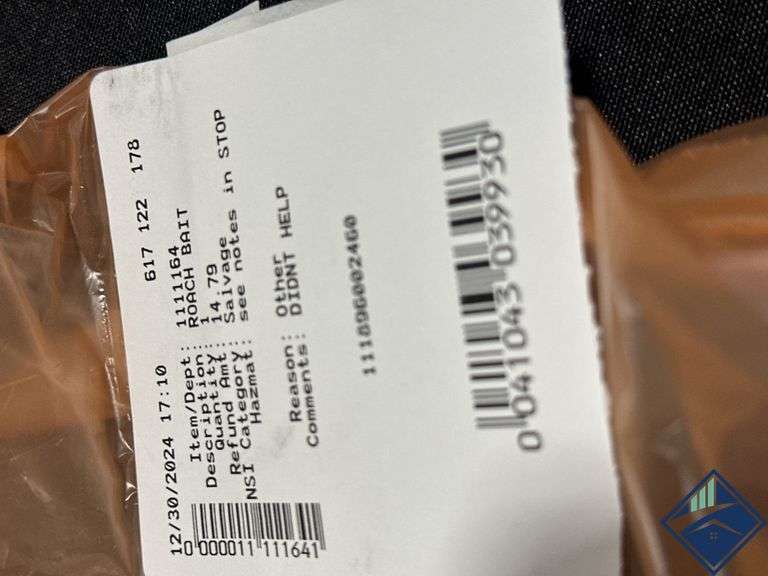 12/30/2024 17:10 617 122 178
Item/Dept: 1111164
Description: ROACH BAIT
Quantity: 1
Refund Amt: 14.79
NSI Category: Salvage
Hazmat: see notes in STOP
Reason: Other
Comments: DIDNT HELP
11189600024G0
0 000011 111641
0 041043 039930